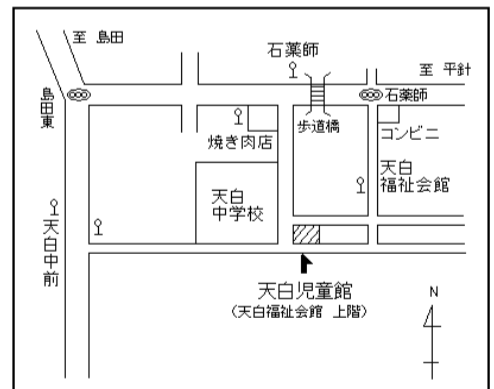 至 島田
石薬師
至 平針
島田東
石薬師
歩道橋
コンビニ
焼き肉店
天白
福祉会館
天白
中学校
天白中前
天白児童館
(天白福祉会館 上階)
N